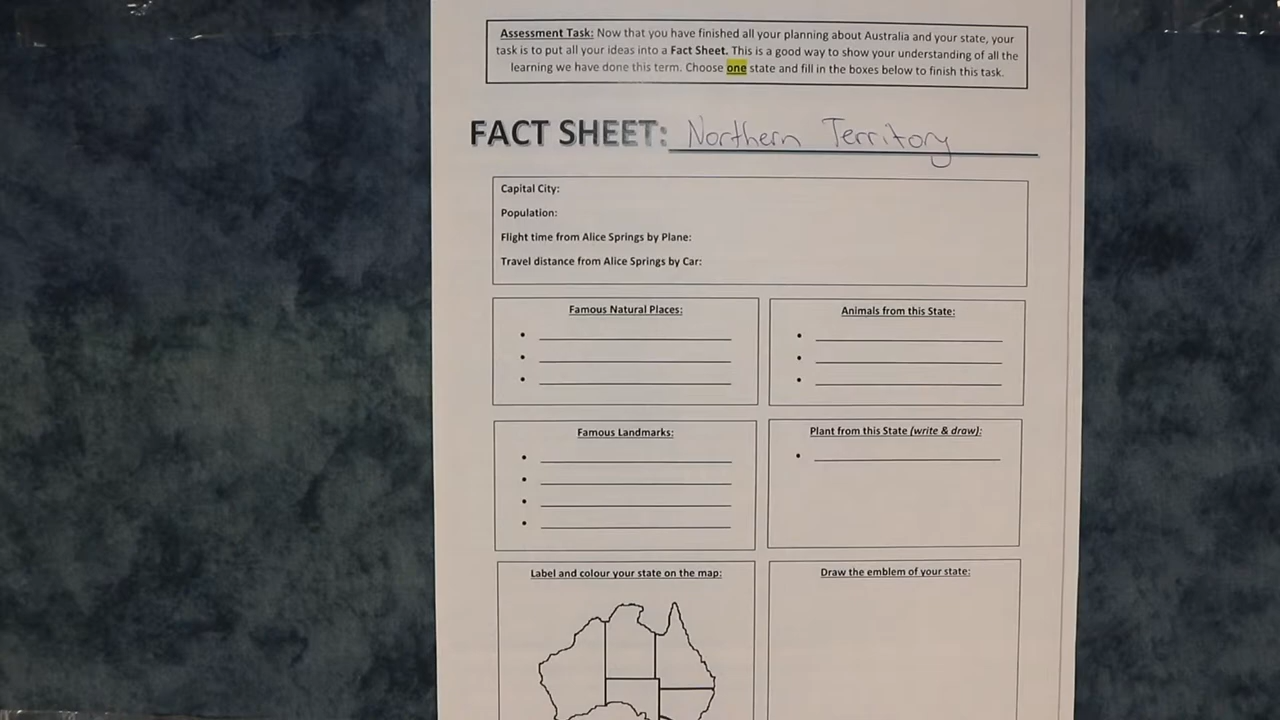 Assessment Task: Now that you have finished all your planning about Australia and your state, your
task is to put all your ideas into a Fact Sheet. This is a good way to show your understanding of all the
learning we have done this term. Choose one state and fill in the boxes below to finish this task.
FACT SHEET: Northern Territory
Capital City:
Population:
Flight time from Alice Springs by Plane:
Travel distance from Alice Springs by Car:
Famous Natural Places:
Animals from this State:
Famous Landmarks:
Plant from this State (write & draw):
Label and colour your state on the map:
Draw the emblem of your state: